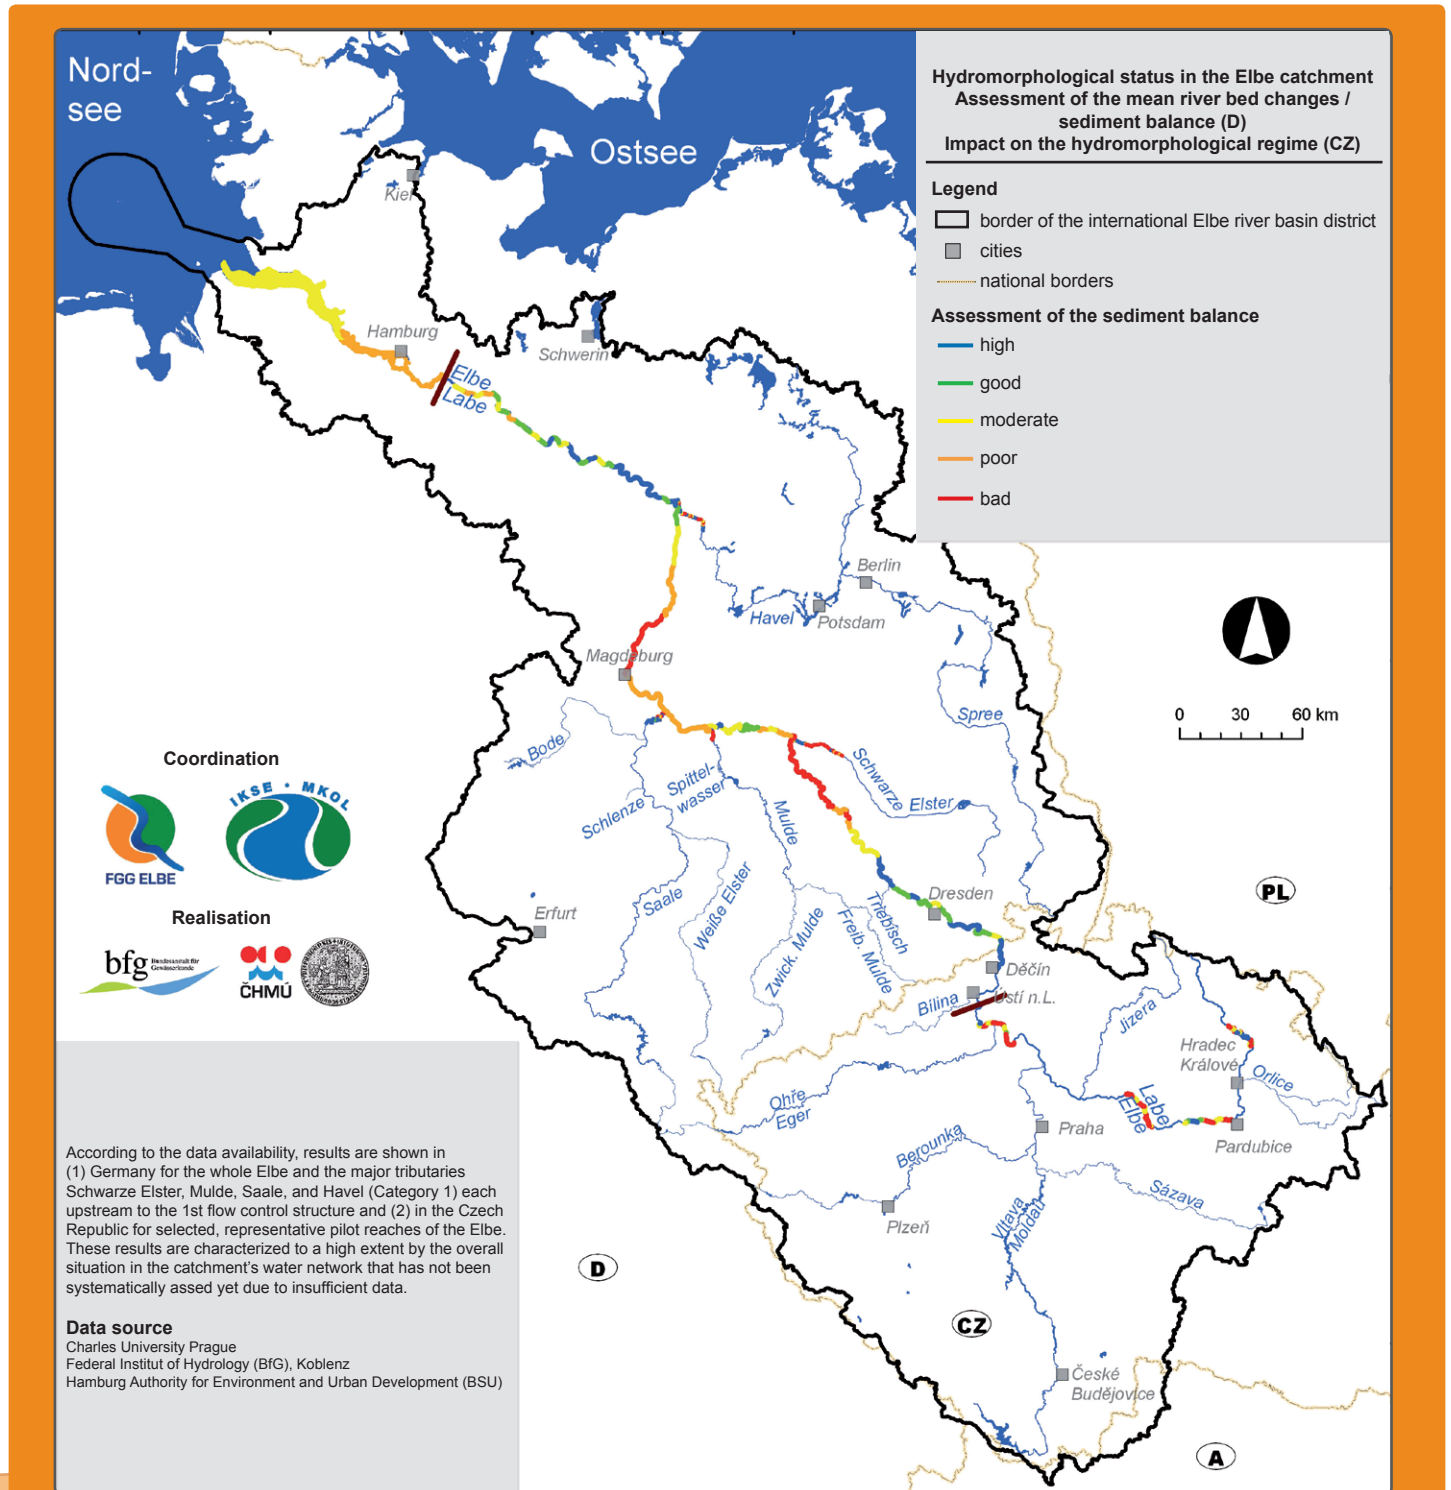 Nord-
see
Ostsee
Kiel
Hamburg
Schwerin
Elbe
Labe
Berlin
Havel
Potsdam
Magdeburg
Spree
Bode
Schlenze
Spittel-
wasser
Mulde
Schwarze
Elster
Saale
Weiße Elster
Zwick. Mulde
Freib. Mulde
Triebisch
Dresden
Erfurt
Děčín
Ústí n.L.
Bílina
Jizera
Hradec
Králové
Orlice
Labe
Elbe
Pardubice
Ohře
Eger
Praha
Berounka
Sázava
Plzeň
Vltava
Moldau
České
Budějovice
PL
D
CZ
A
Hydromorphological status in the Elbe catchment
Assessment of the mean river bed changes /
sediment balance (D)
Impact on the hydromorphological regime (CZ)
Legend
border of the international Elbe river basin district
cities
national borders
Assessment of the sediment balance
high
good
moderate
poor
bad
0 30 60 km
Coordination
FGG ELBE
IKSE • MKOL
Realisation
bfg Bundesanstalt für
Gewässerkunde
ČHMÚ
According to the data availability, results are shown in
(1) Germany for the whole Elbe and the major tributaries
Schwarze Elster, Mulde, Saale, and Havel (Category 1) each
upstream to the 1st flow control structure and (2) in the Czech
Republic for selected, representative pilot reaches of the Elbe.
These results are characterized to a high extent by the overall
situation in the catchment's water network that has not been
systematically assed yet due to insufficient data.
Data source
Charles University Prague
Federal Institut of Hydrology (BfG), Koblenz
Hamburg Authority for Environment and Urban Development (BSU)